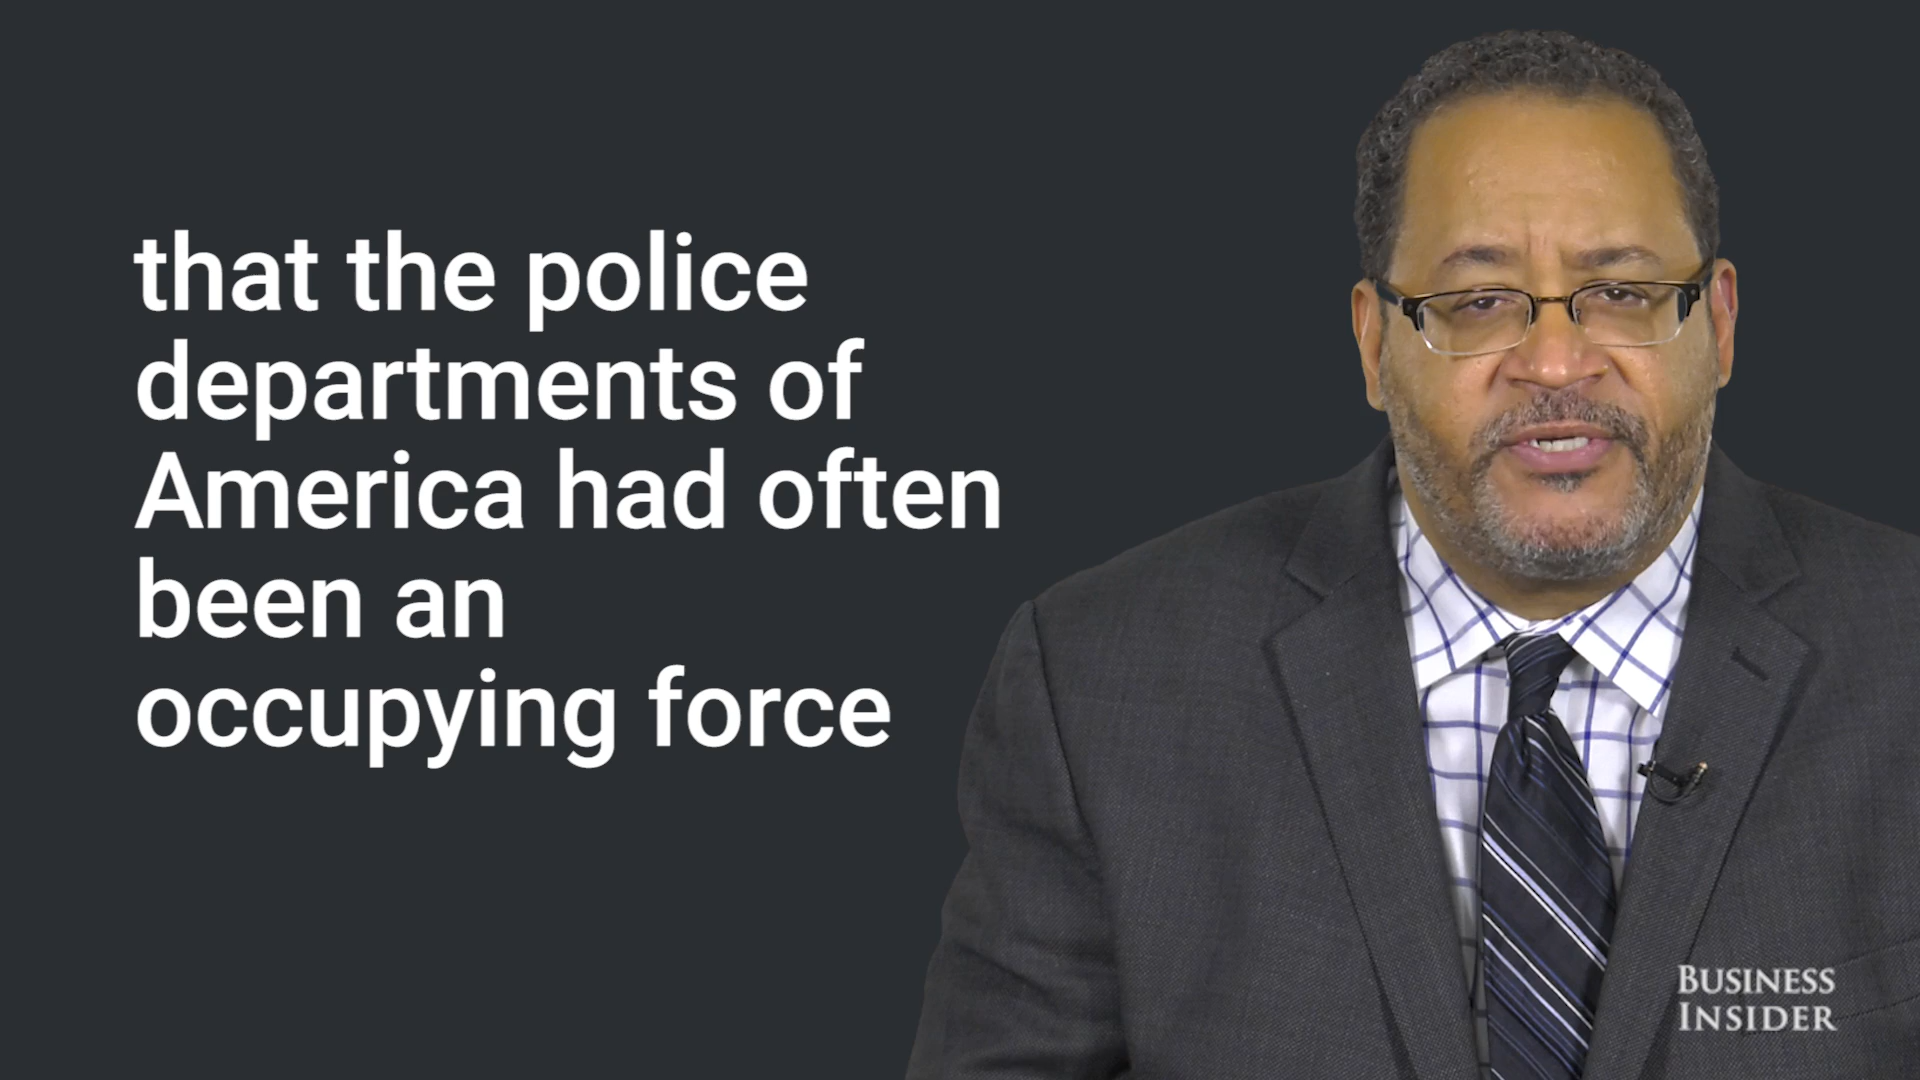 that the police
departments of
America had often
been an
occupying force
BUSINESS
INSIDER